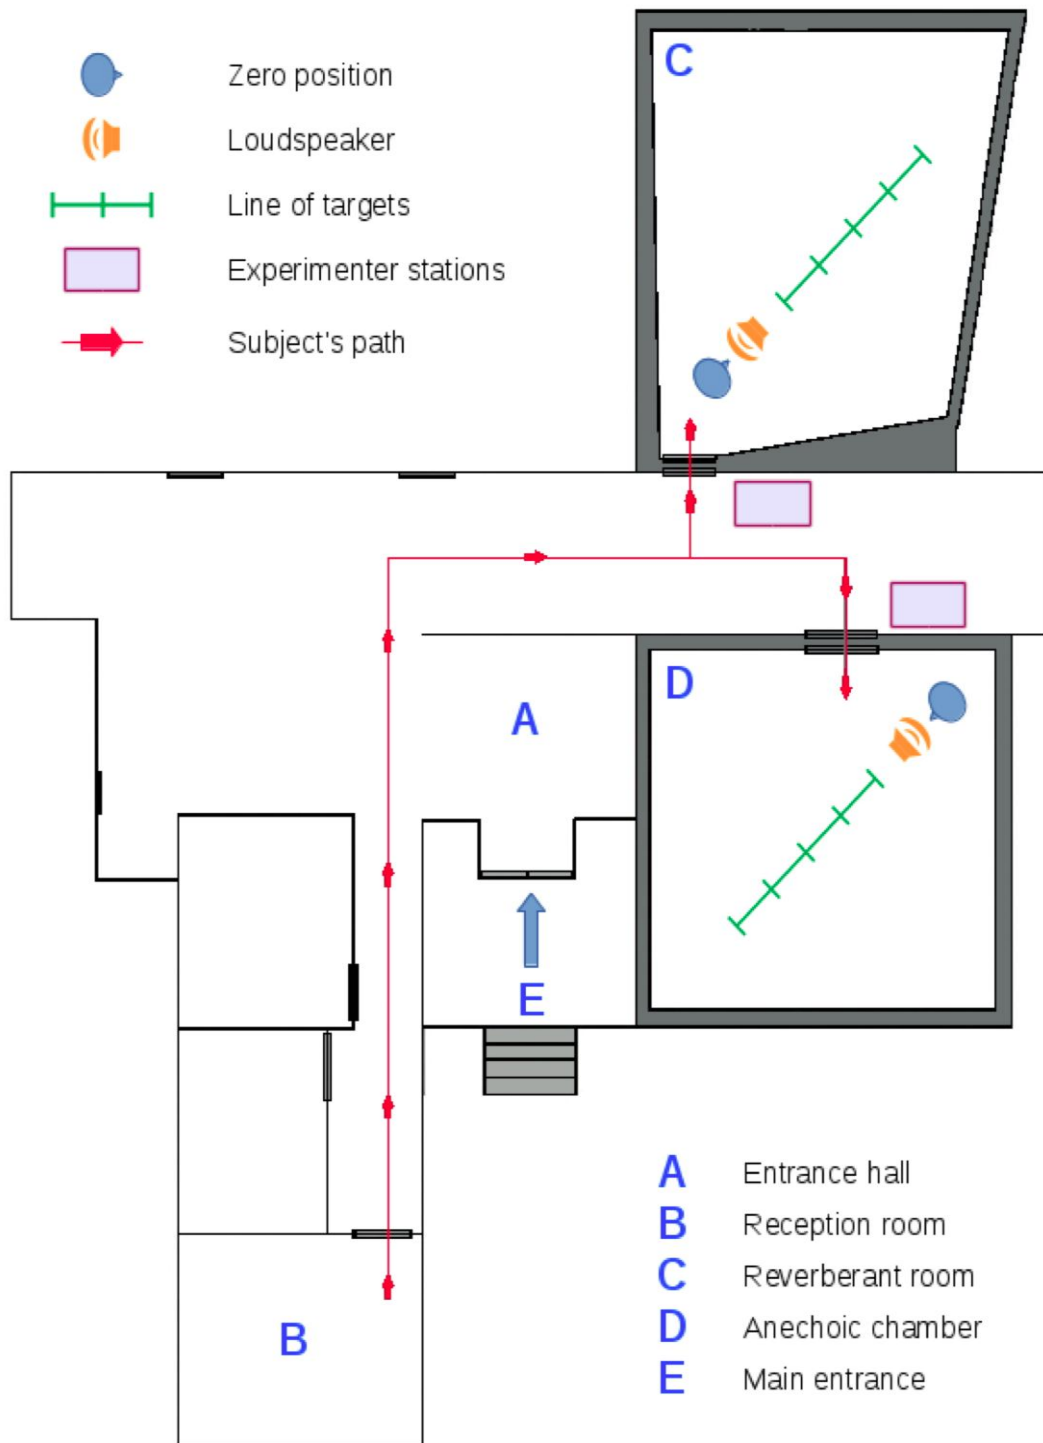 C
Zero position
Loudspeaker
Line of targets
Experimenter stations
Subject's path
D
A
E
B
A Entrance hall
B Reception room
C Reverberant room
D Anechoic chamber
E Main entrance